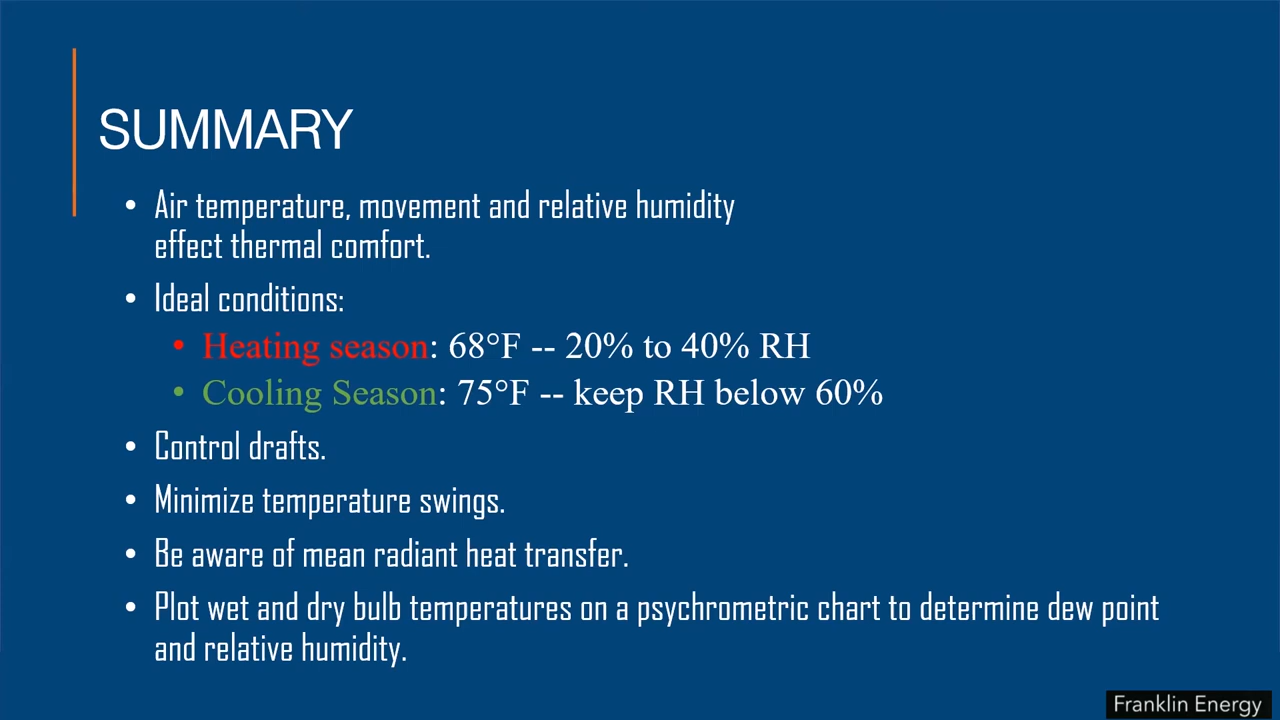 SUMMARY
• Air temperature, movement and relative humidity
effect thermal comfort.
• Ideal conditions:
• Heating season: 68°F -- 20% to 40% RH
• Cooling Season: 75°F -- keep RH below 60%
• Control drafts.
• Minimize temperature swings.
• Be aware of mean radiant heat transfer.
• Plot wet and dry bulb temperatures on a psychrometric chart to determine dew point
and relative humidity.
Franklin Energy